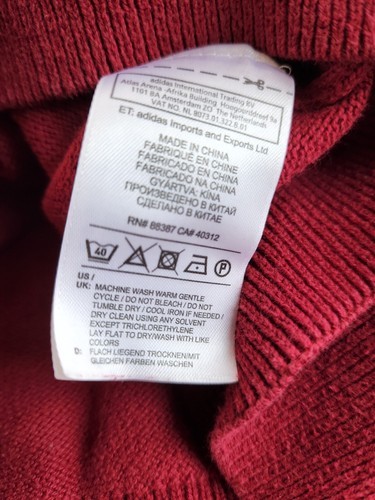 adidas International Trading bv
Atlas Arena -Afrika Building Hoogoorddreef 9a
1101 BA Amsterdam ZO The Netherlands
VAT NO. NL 8073.01.322.B.01
ET: adidas Imports and Exports Ltd
MADE IN CHINA
FABRIQUÉ EN CHINE
FABRICADO EN CHINA
FABRICADO NA CHINA
GYÁRTVA: KÍNA
ПРОИЗВЕДЕНО В КИТАЙ
СДЕЛАНО В КИТАЕ
RN# 88387 CA# 40312
40
P
US /
UK: MACHINE WASH WARM GENTLE
CYCLE / DO NOT BLEACH / DO NOT
TUMBLE DRY / COOL IRON IF NEEDED /
DRY CLEAN USING ANY SOLVENT
EXCEPT TRICHLORETHYLENE
LAY FLAT TO DRY/WASH WITH LIKE
COLORS
D: FLACH LIEGEND TROCKNEN/MIT
GLEICHEN FARBEN WASCHEN